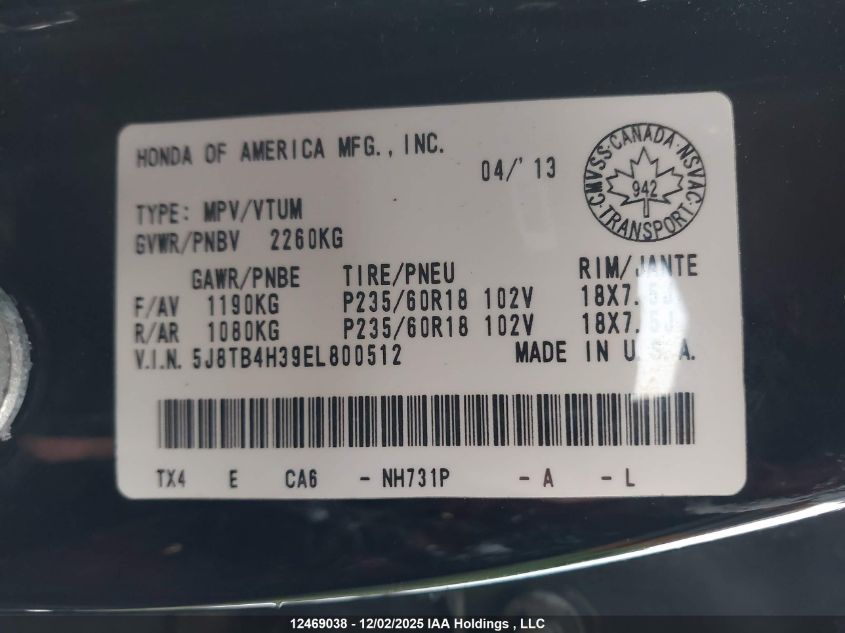 HONDA OF AMERICA MFG., INC.
04/'13
CMVSS · CANADA · NSVAC · TRANSPORT ·
942
TYPE: MPV/VTUM
GVWR/PNBV 2260KG
GAWR/PNBE TIRE/PNEU RIM/JANTE
F/AV 1190KG P235/60R18 102V 18X7.5J
R/AR 1080KG P235/60R18 102V 18X7.5J
V.I.N. 5J8TB4H39EL800512 MADE IN U.S.A.
TX4 E CA6 - NH731P - A - L
12469038 - 12/02/2025 IAA Holdings , LLC